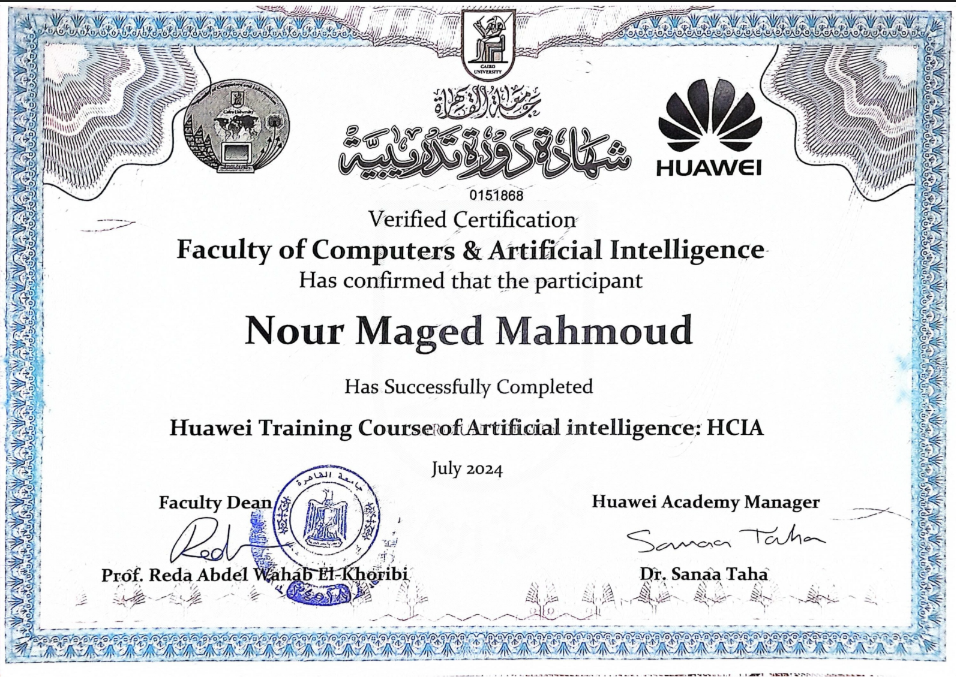 CAIRO
UNIVERSITY
جامعة القاهرة
شهادة دورة تدريبية
HUAWEI
0151868
Verified Certification
Faculty of Computers & Artificial Intelligence
Has confirmed that the participant
Nour Maged Mahmoud
Has Successfully Completed
Huawei Training Course of Artificial intelligence: HCIA
July 2024
Faculty Dean
Huawei Academy Manager
جامعة القاهرة
Sanaa Taha
Prof. Reda Abdel Wahab El-Khoribi
Dr. Sanaa Taha